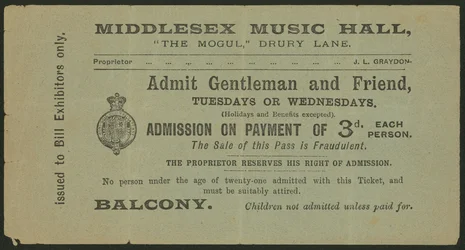 issued to Bill Exhibitors only.
MIDDLESEX MUSIC HALL,
"THE MOGUL," DRURY LANE.
Proprietor ... ... ... ... ... ... J. L. GRAYDON.
Admit Gentleman and Friend,
TUESDAYS OR WEDNESDAYS.
(Holidays and Benefits excepted).
ADMISSION ON PAYMENT OF 3d. EACH PERSON.
The Sale of this Pass is Fraudulent.
THE PROPRIETOR RESERVES HIS RIGHT OF ADMISSION.
No person under the age of twenty-one admitted with this Ticket, and
must be suitably attired.
BALCONY. Children not admitted unless paid for.